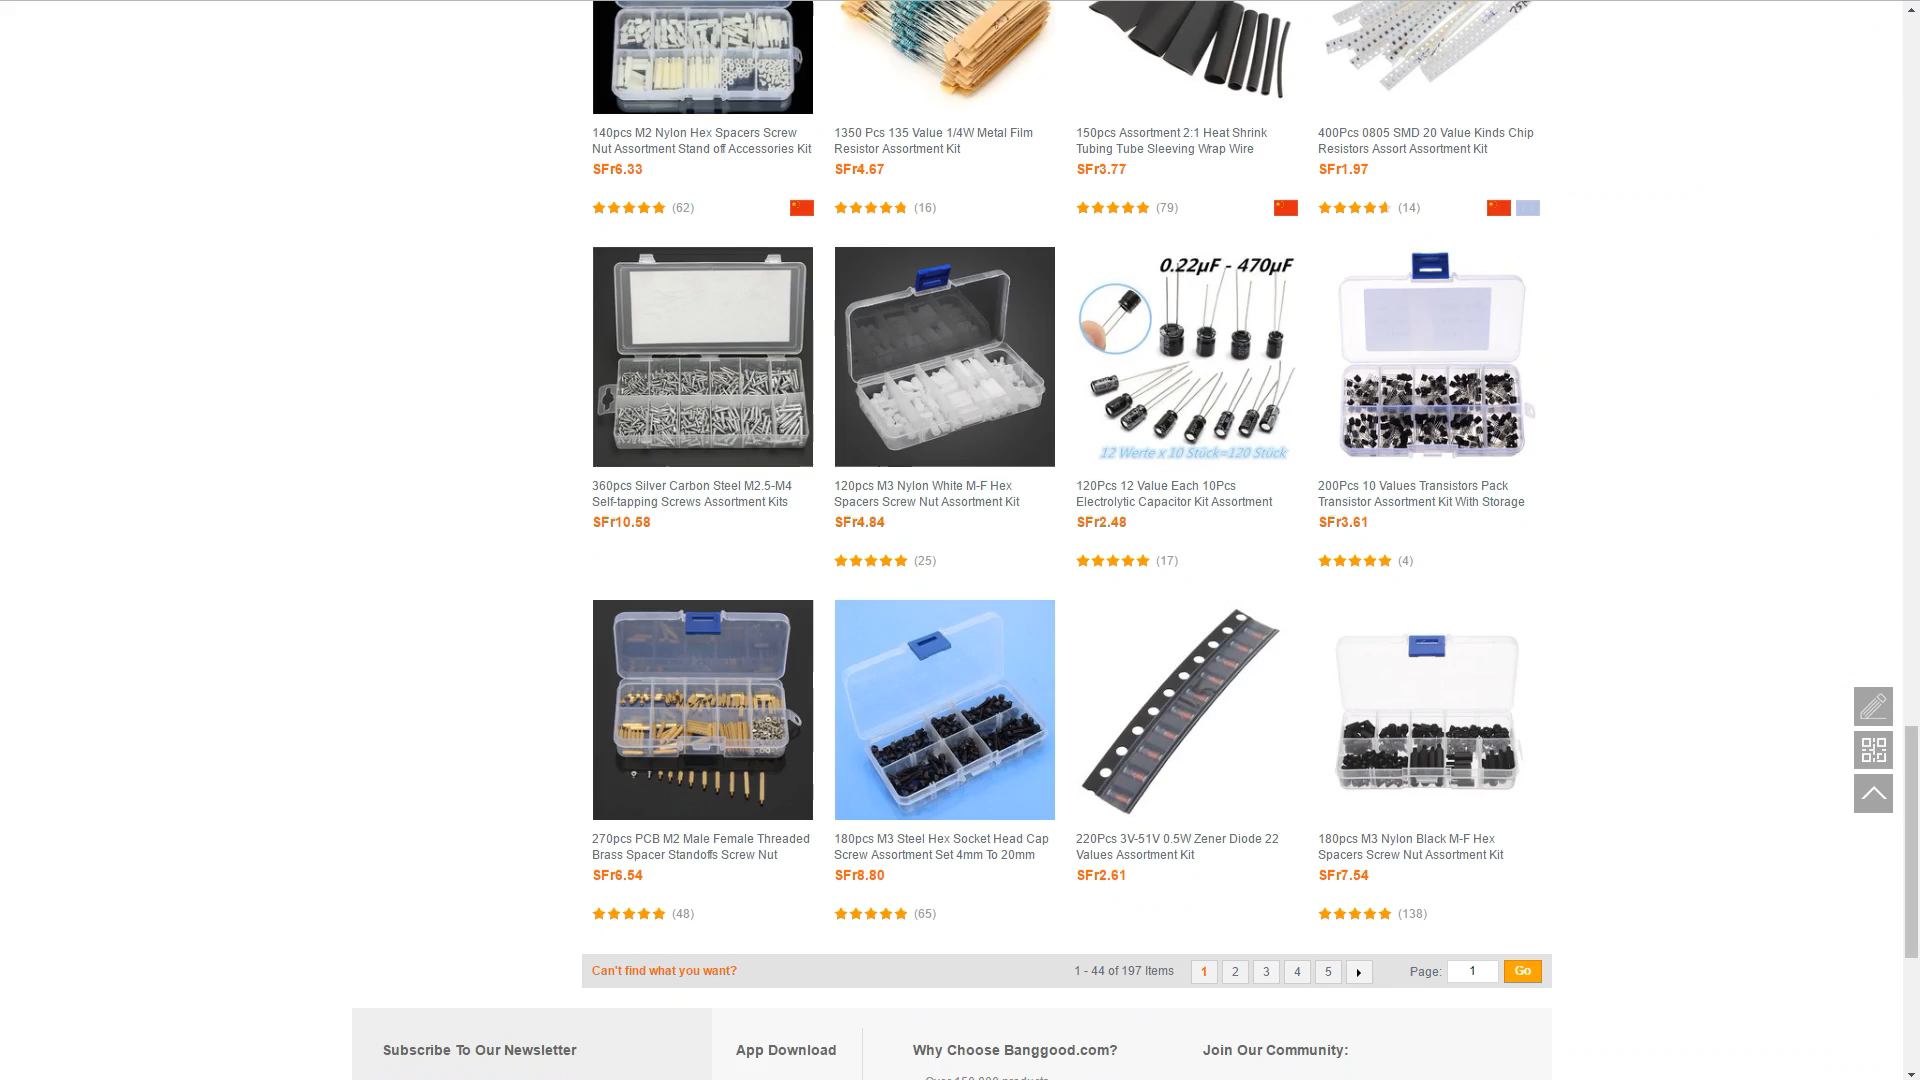 140pcs M2 Nylon Hex Spacers Screw
Nut Assortment Stand off Accessories Kit
SFr6.33
(62)
1350 Pcs 135 Value 1/4W Metal Film
Resistor Assortment Kit
SFr4.67
(16)
150pcs Assortment 2:1 Heat Shrink
Tubing Tube Sleeving Wrap Wire
SFr3.77
(79)
400Pcs 0805 SMD 20 Value Kinds Chip
Resistors Assort Assortment Kit
SFr1.97
(14)
0.22µF - 470µF
12 Werte x 10 Stück=120 Stück
360pcs Silver Carbon Steel M2.5-M4
Self-tapping Screws Assortment Kits
SFr10.58
120pcs M3 Nylon White M-F Hex
Spacers Screw Nut Assortment Kit
SFr4.84
(25)
120Pcs 12 Value Each 10Pcs
Electrolytic Capacitor Kit Assortment
SFr2.48
(17)
200Pcs 10 Values Transistors Pack
Transistor Assortment Kit With Storage
SFr3.61
(4)
270pcs PCB M2 Male Female Threaded
Brass Spacer Standoffs Screw Nut
SFr6.54
(48)
180pcs M3 Steel Hex Socket Head Cap
Screw Assortment Set 4mm To 20mm
SFr8.80
(65)
220Pcs 3V-51V 0.5W Zener Diode 22
Values Assortment Kit
SFr2.61
180pcs M3 Nylon Black M-F Hex
Spacers Screw Nut Assortment Kit
SFr7.54
(138)
Can't find what you want?
1 - 44 of 197 Items
1 2 3 4 5
Page: 1 Go
Subscribe To Our Newsletter
App Download
Why Choose Banggood.com?
Join Our Community:
Over 150,000 products